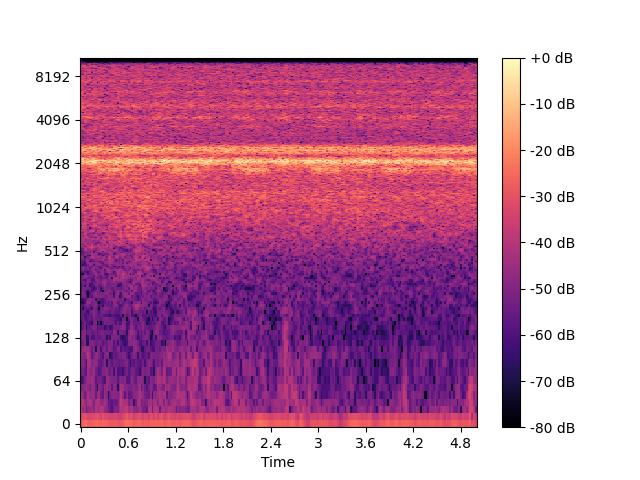 8192
4096
2048
1024
512
256
128
64
0
Hz
0 0.6 1.2 1.8 2.4 3 3.6 4.2 4.8
Time
+0 dB
-10 dB
-20 dB
-30 dB
-40 dB
-50 dB
-60 dB
-70 dB
-80 dB